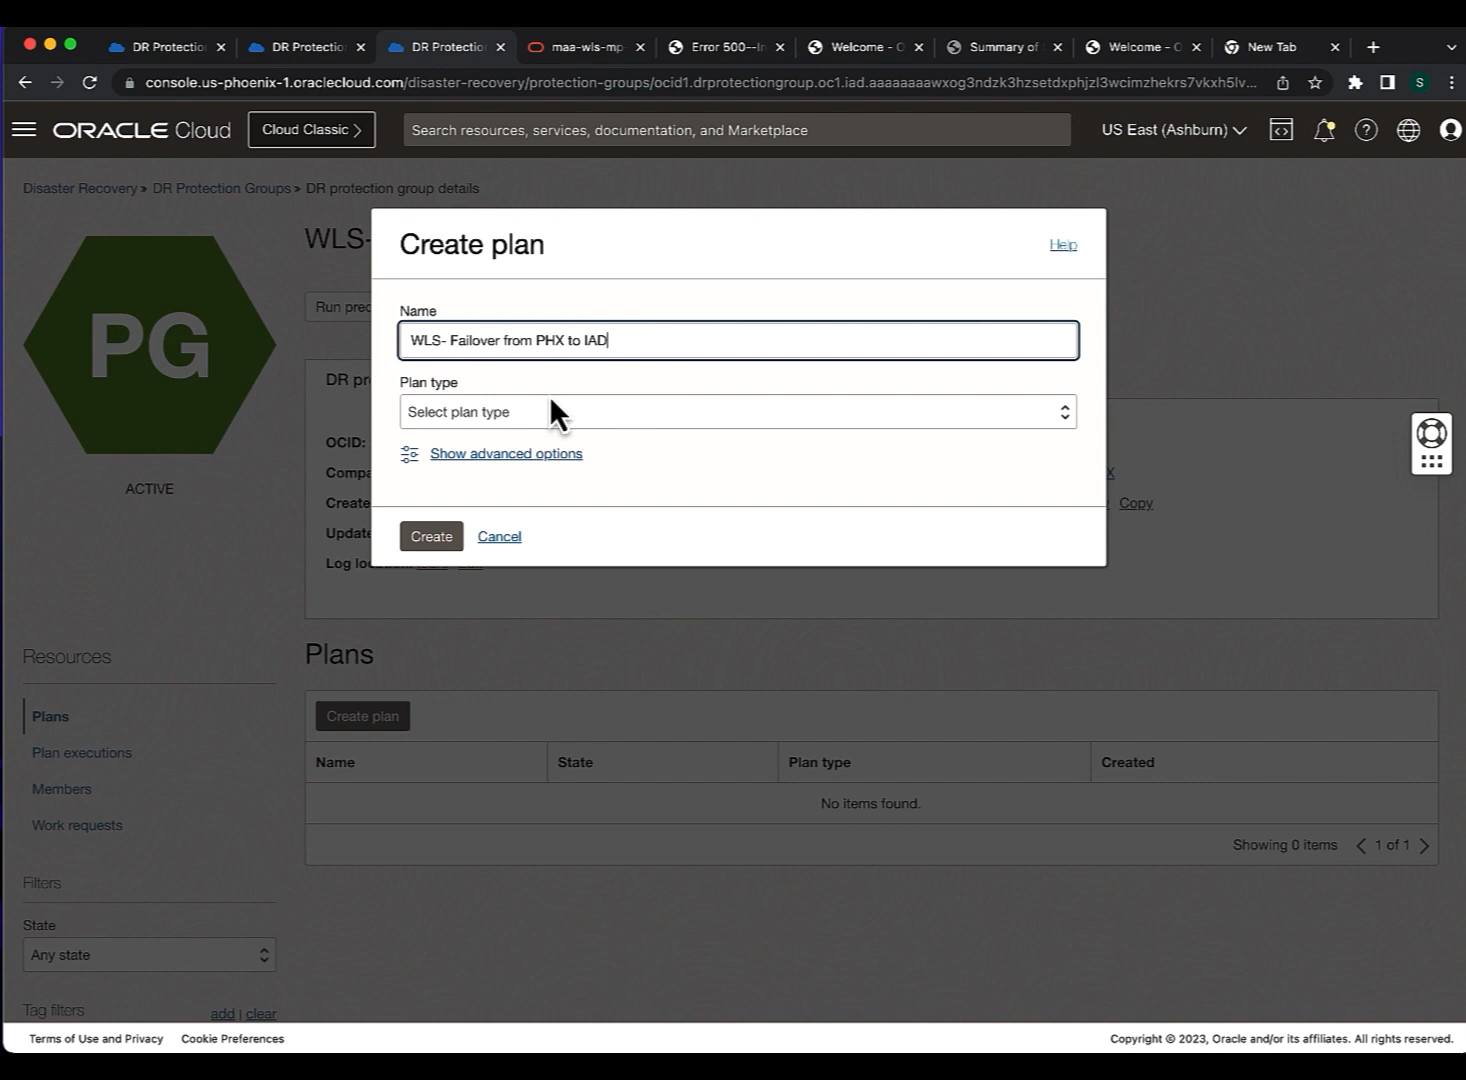 DR Protectio
DR Protectio
DR Protectio
maa-wls-mp
Error 500--In
Welcome - O
Summary of
Welcome - O
New Tab
console.us-phoenix-1.oraclecloud.com/disaster-recovery/protection-groups/ocid1.drprotectiongroup.oc1.iad.aaaaaaaawxog3ndzk3hzsetdxphjzl3wcimzhekrs7vkxh5lv...
S
ORACLE Cloud
Cloud Classic
Search resources, services, documentation, and Marketplace
US East (Ashburn)
Disaster Recovery » DR Protection Groups » DR protection group details
PG
ACTIVE
WLS-
Run prec
DR pr
OCID:
Compa
Create
Copy
Update
Log lo
Create plan
Help
Name
WLS- Failover from PHX to IAD
Plan type
Select plan type
Show advanced options
Create
Cancel
Resources
Plans
Plan executions
Members
Work requests
Plans
Create plan
Name State Plan type Created
No items found.
Showing 0 items
1 of 1
Filters
State
Any state
Tag filters
add | clear
Terms of Use and Privacy
Cookie Preferences
Copyright © 2023, Oracle and/or its affiliates. All rights reserved.